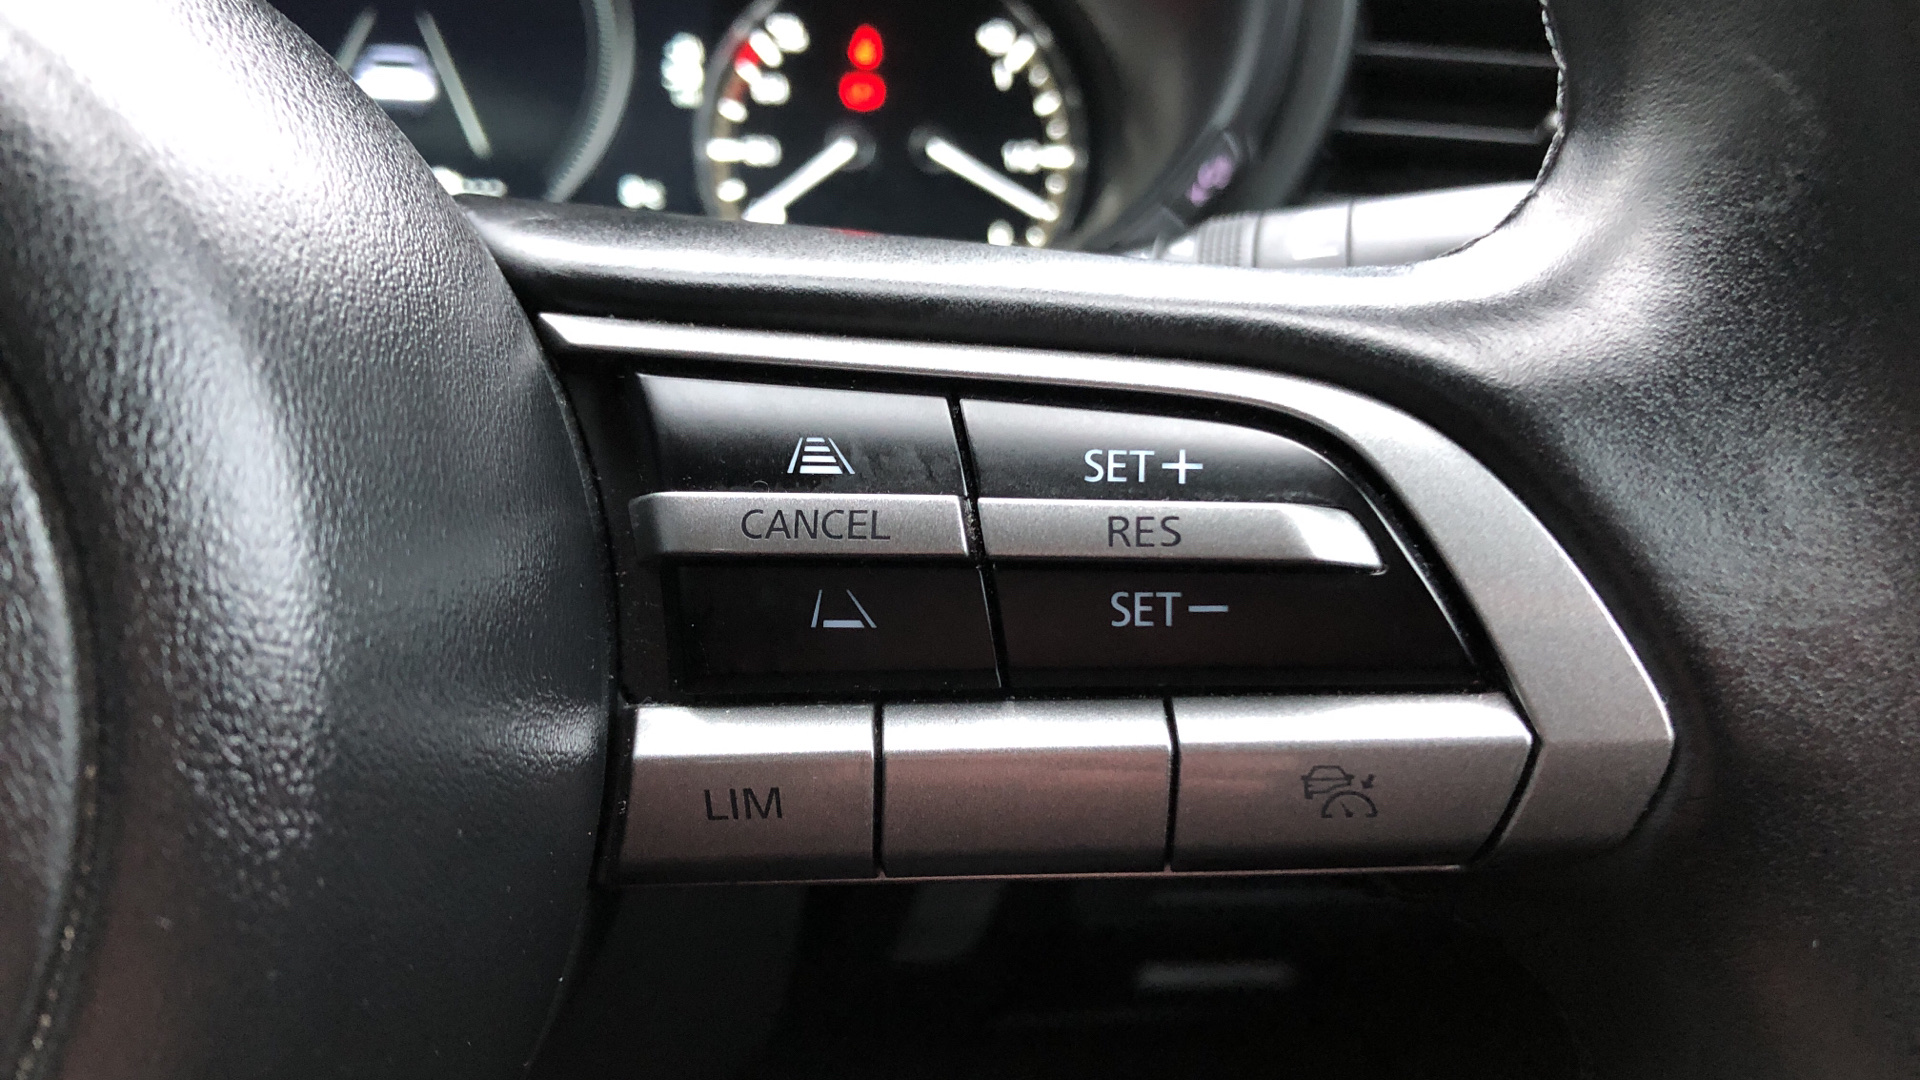 SET+
CANCEL
RES
SET-
LIM